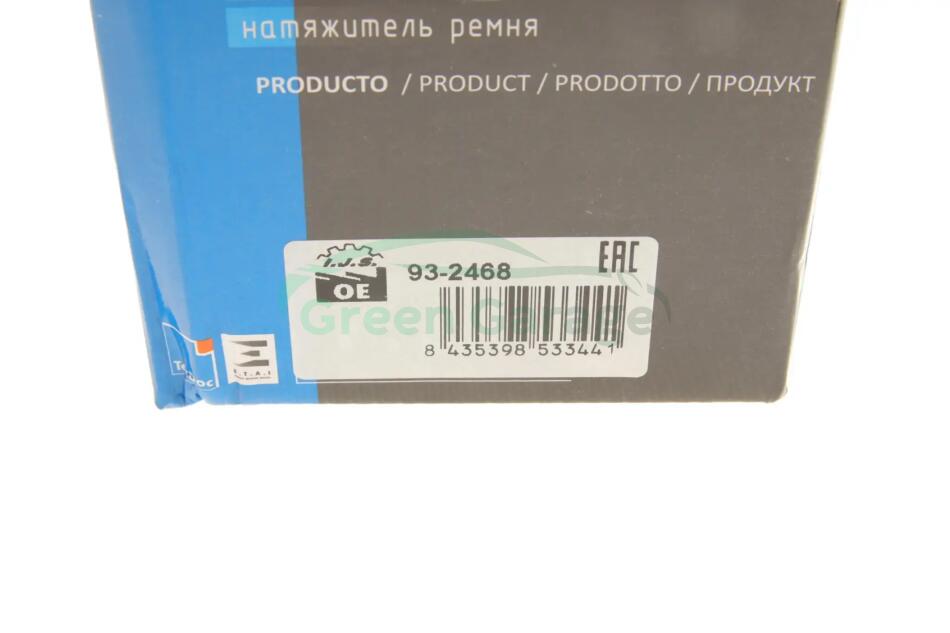 натяжитель ремня
PRODUCTO / PRODUCT / PRODOTTO / ПРОДУКТ
I.J.S.
OE
93-2468
EAC
Green Garage
8 435398 533441
E.T.A.I